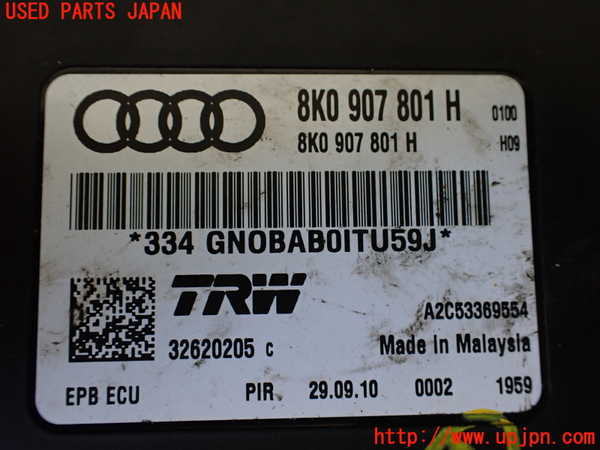 USED PARTS JAPAN
8K0 907 801 H 0100
8K0 907 801 H H09
*334 GNOBAB0ITU59J*
TRW
A2C53369554
32620205 C Made in Malaysia
EPB ECU PIR 29.09.10 0002 1959
http://www.upjpn.com